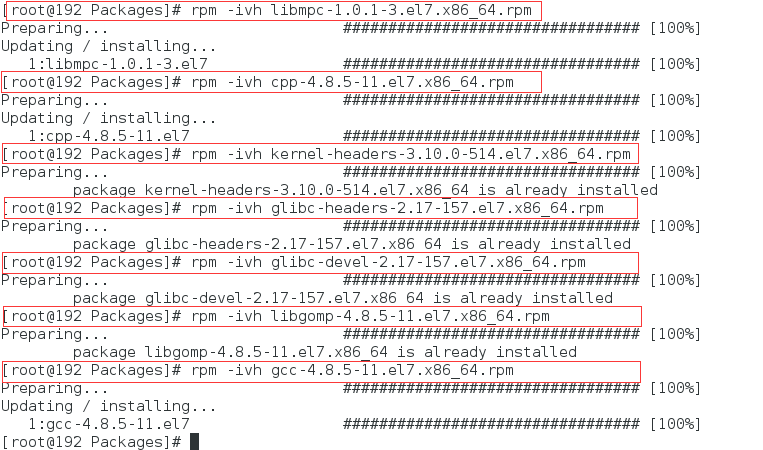 [root@192 Packages]# rpm -ivh libmpc-1.0.1-3.el7.x86_64.rpm
Preparing... ################################# [100%]
Updating / installing...
1:libmpc-1.0.1-3.el7 ################################# [100%]
[root@192 Packages]# rpm -ivh cpp-4.8.5-11.el7.x86_64.rpm
Preparing... ################################# [100%]
Updating / installing...
1:cpp-4.8.5-11.el7 ################################# [100%]
[root@192 Packages]# rpm -ivh kernel-headers-3.10.0-514.el7.x86_64.rpm
Preparing... ################################# [100%]
package kernel-headers-3.10.0-514.el7.x86_64 is already installed
[root@192 Packages]# rpm -ivh glibc-headers-2.17-157.el7.x86_64.rpm
Preparing... ################################# [100%]
package glibc-headers-2.17-157.el7.x86_64 is already installed
[root@192 Packages]# rpm -ivh glibc-devel-2.17-157.el7.x86_64.rpm
Preparing... ################################# [100%]
package glibc-devel-2.17-157.el7.x86_64 is already installed
[root@192 Packages]# rpm -ivh libgomp-4.8.5-11.el7.x86_64.rpm
Preparing... ################################# [100%]
package libgomp-4.8.5-11.el7.x86_64 is already installed
[root@192 Packages]# rpm -ivh gcc-4.8.5-11.el7.x86_64.rpm
Preparing... ################################# [100%]
Updating / installing...
1:gcc-4.8.5-11.el7 ################################# [100%]
[root@192 Packages]#